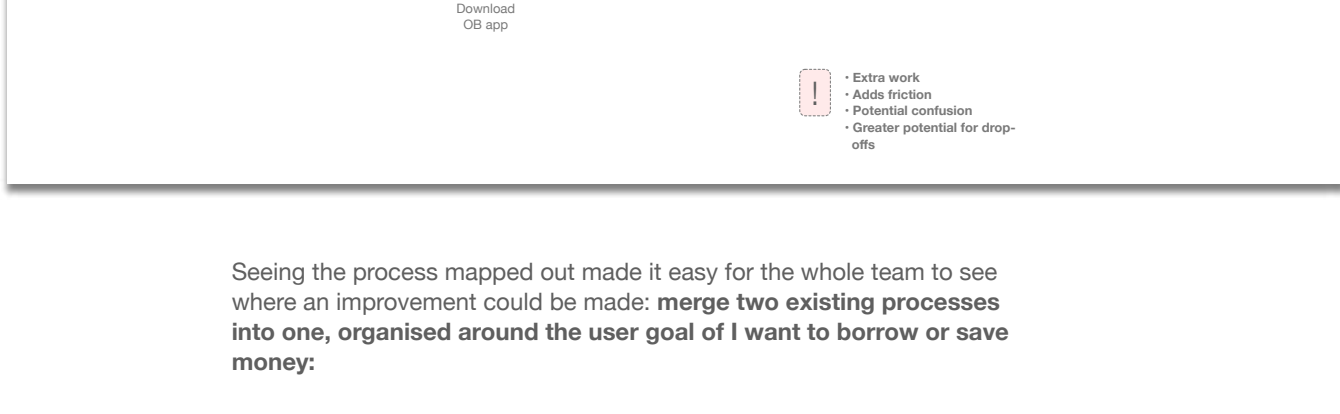 Download
OB app
!
• Extra work
• Adds friction
• Potential confusion
• Greater potential for drop-
offs
Seeing the process mapped out made it easy for the whole team to see
where an improvement could be made: merge two existing processes
into one, organised around the user goal of I want to borrow or save
money: